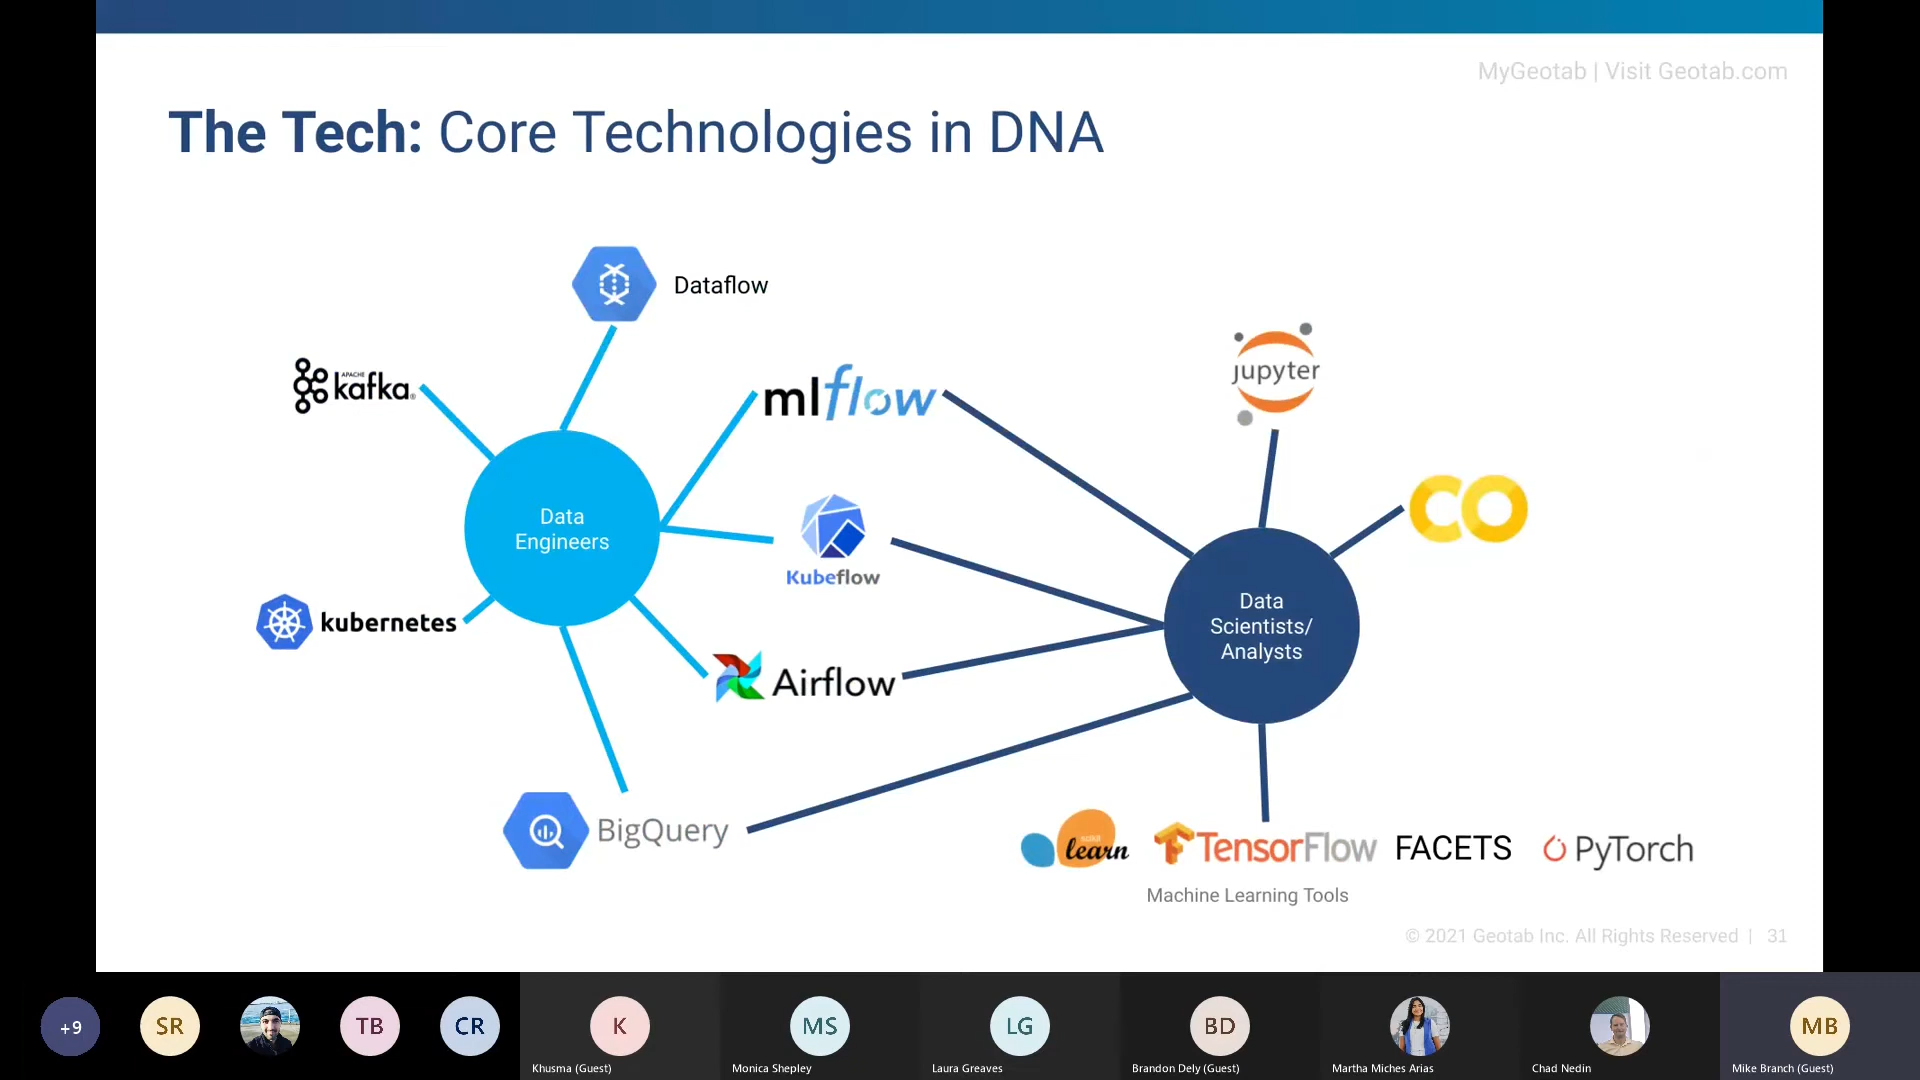 MyGeotab | Visit Geotab.com
The Tech: Core Technologies in DNA
Dataflow
APACHE
kafka®
mlflow
jupyter
CO
Data
Engineers
Kubeflow
kubernetes
Data
Scientists/
Analysts
Airflow
BigQuery
scikit
learn
TensorFlow
FACETS
PyTorch
Machine Learning Tools
© 2021 Geotab Inc. All Rights Reserved | 31
+9
SR
TB
CR
K
MS
LG
BD
MB
Khusma (Guest)
Monica Shepley
Laura Greaves
Brandon Dely (Guest)
Martha Miches Arias
Chad Nedin
Mike Branch (Guest)